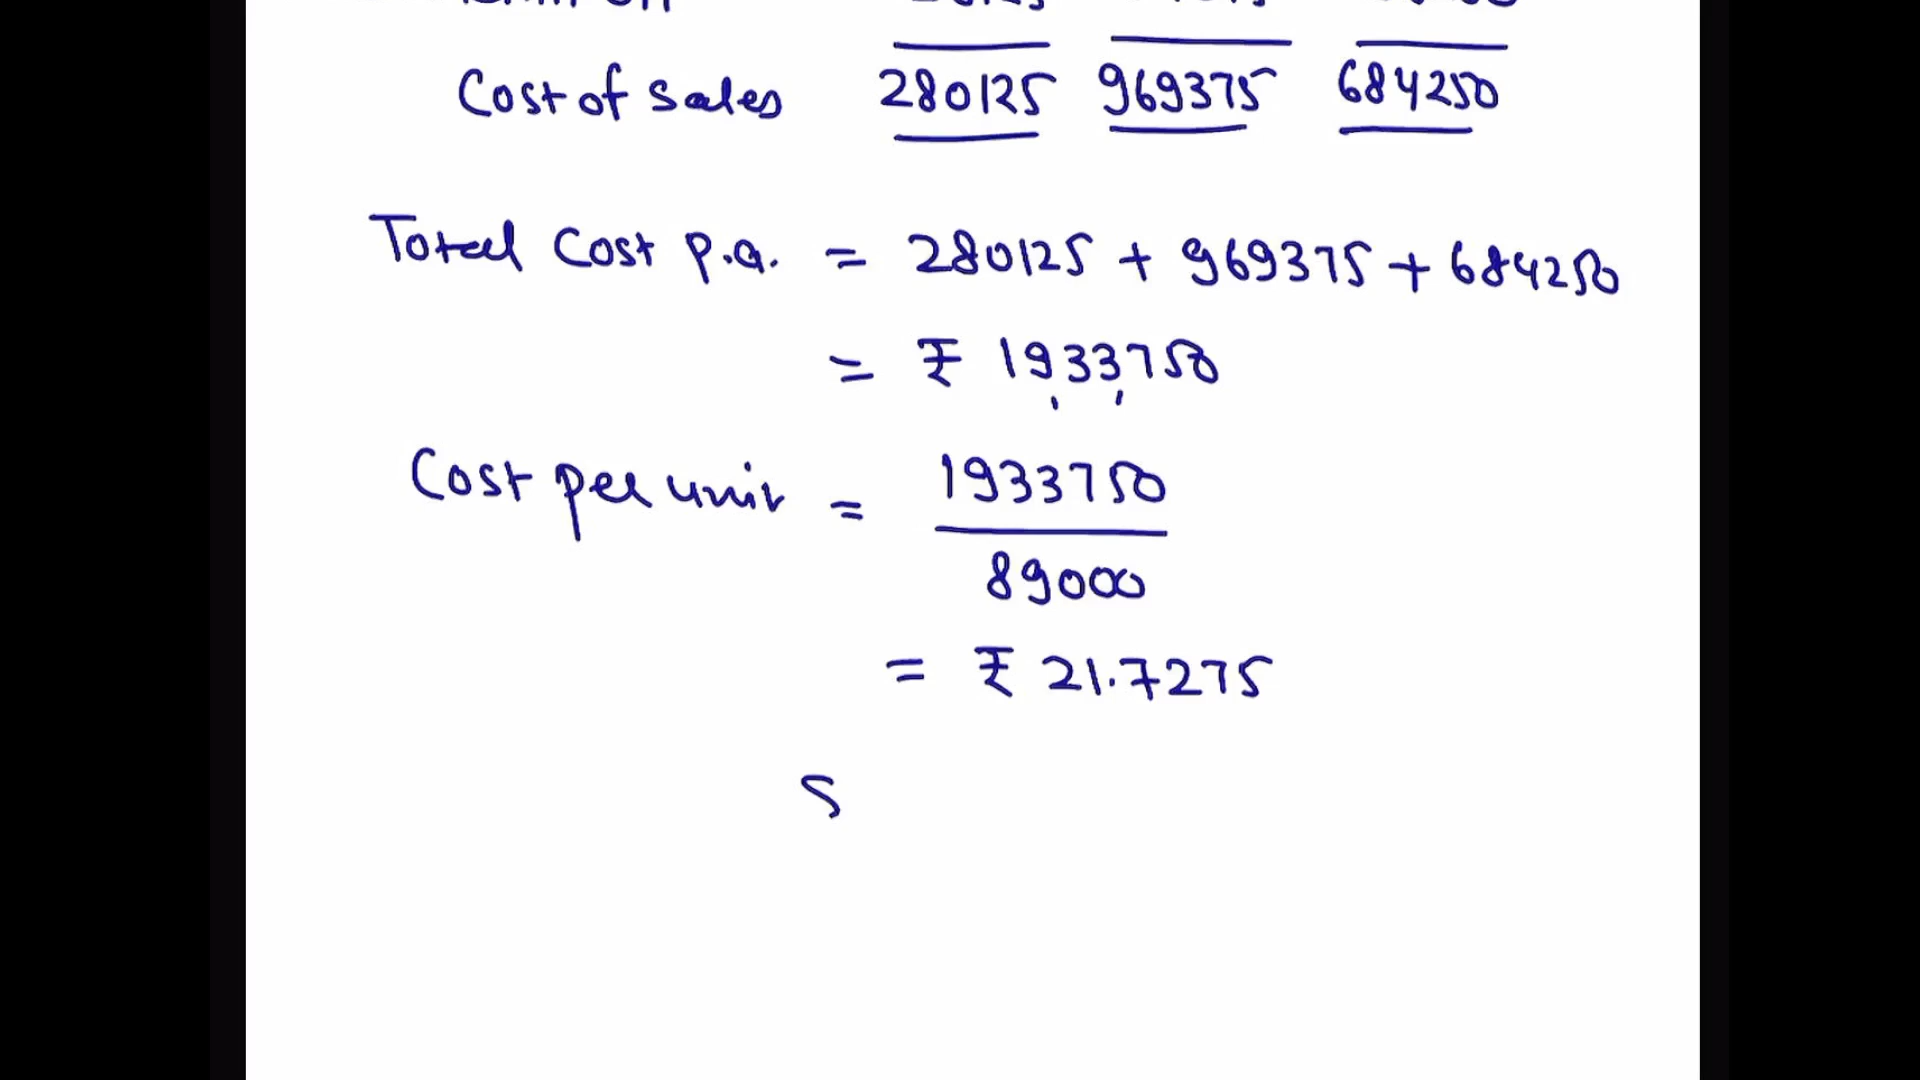 Cost of sales 280125 969375 684250
Total Cost p.a. = 280125 + 969375 + 684250
= ₹ 1933750
Cost per unit = 1933750
89000
= ₹ 21.7275
S